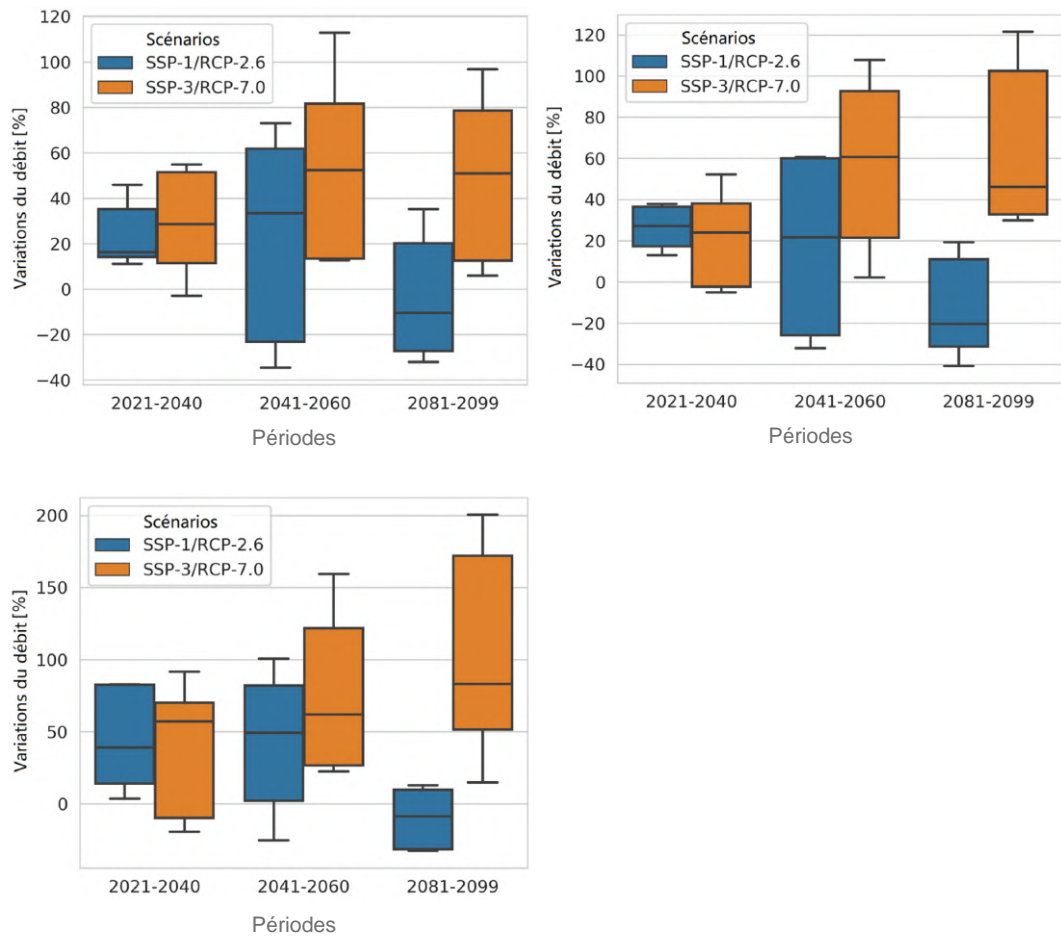 Variations du débit [%]
120
100
80
60
40
20
0
−20
−40
Scénarios
SSP-1/RCP-2.6
SSP-3/RCP-7.0
2021-2040
2041-2060
2081-2099
Périodes
Variations du débit [%]
120
100
80
60
40
20
0
−20
−40
Scénarios
SSP-1/RCP-2.6
SSP-3/RCP-7.0
2021-2040
2041-2060
2081-2099
Périodes
Variations du débit [%]
200
150
100
50
0
Scénarios
SSP-1/RCP-2.6
SSP-3/RCP-7.0
2021-2040
2041-2060
2081-2099
Périodes